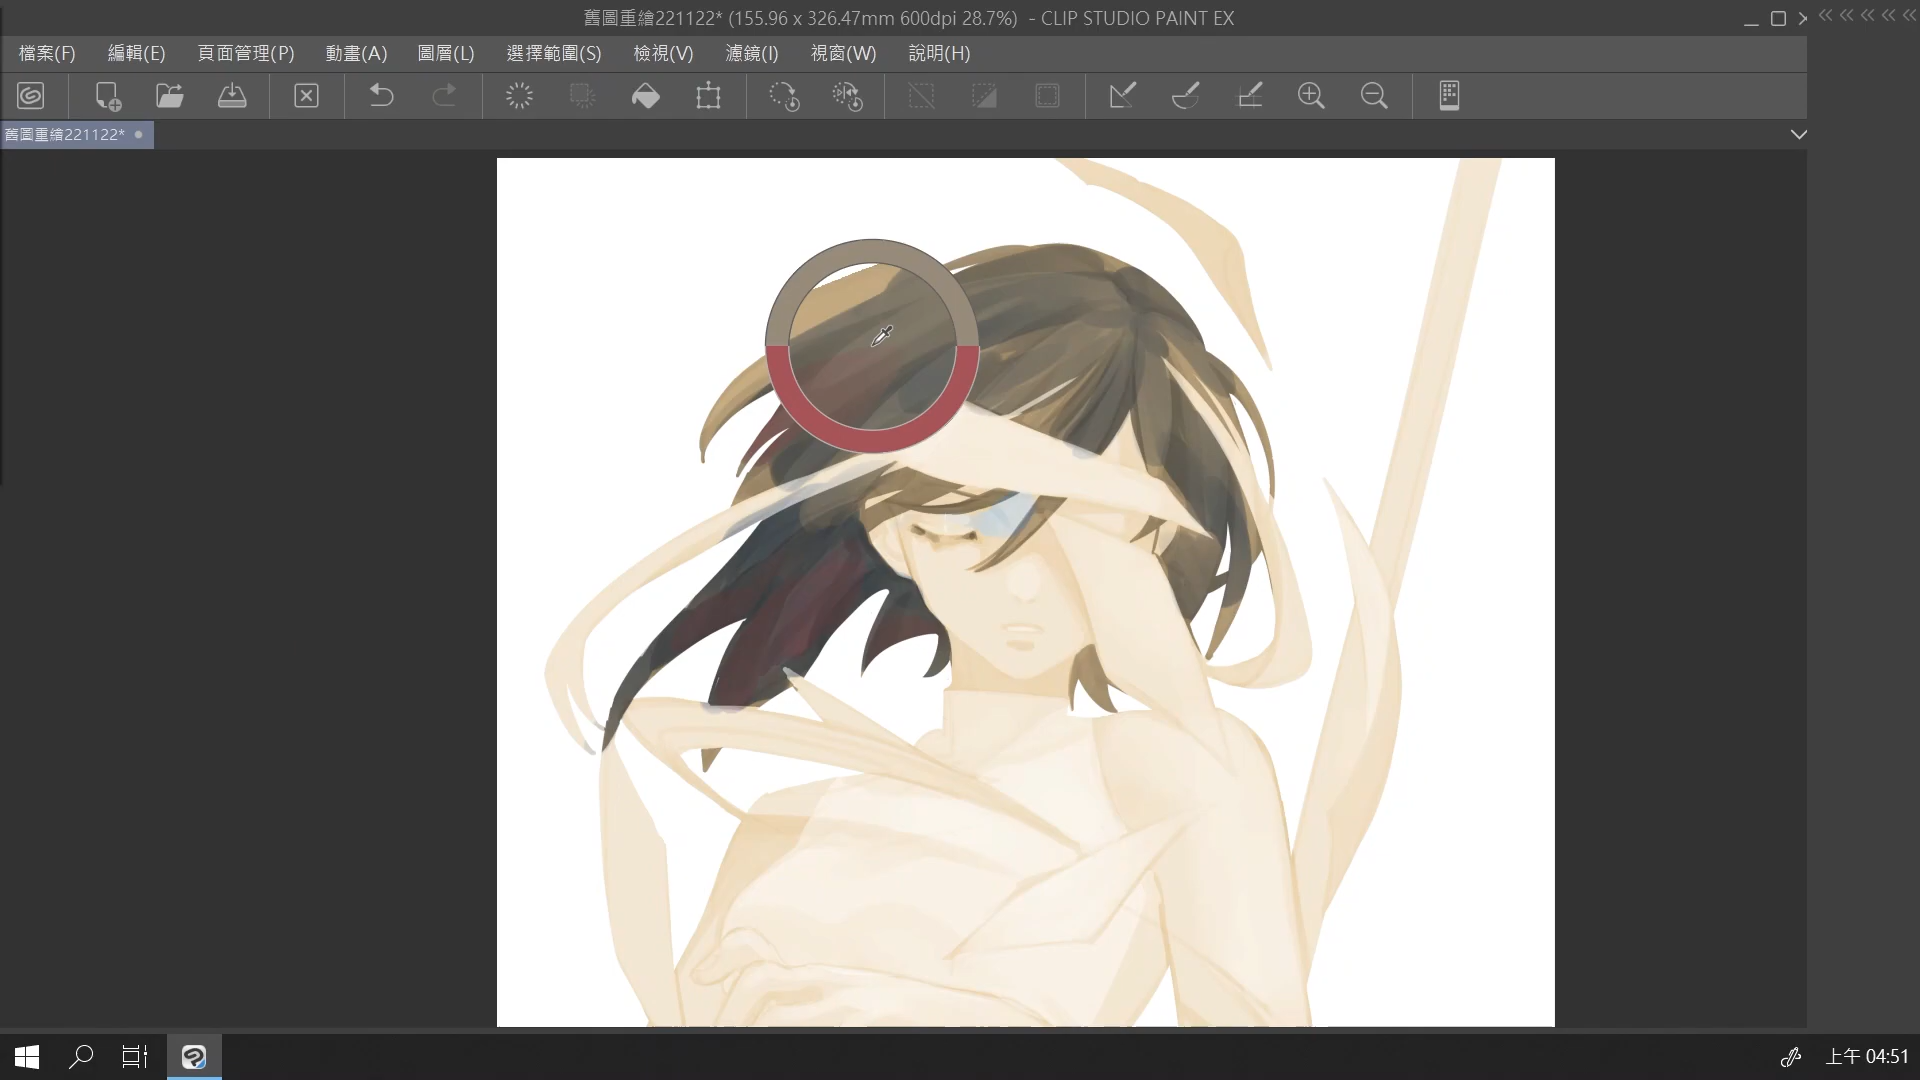 舊圖重繪221122* (155.96 x 326.47mm 600dpi 28.7%) - CLIP STUDIO PAINT EX
檔案(F) 編輯(E) 頁面管理(P) 動畫(A) 圖層(L) 選擇範圍(S) 檢視(V) 濾鏡(I) 視窗(W) 說明(H)
舊圖重繪221122*
上午 04:51